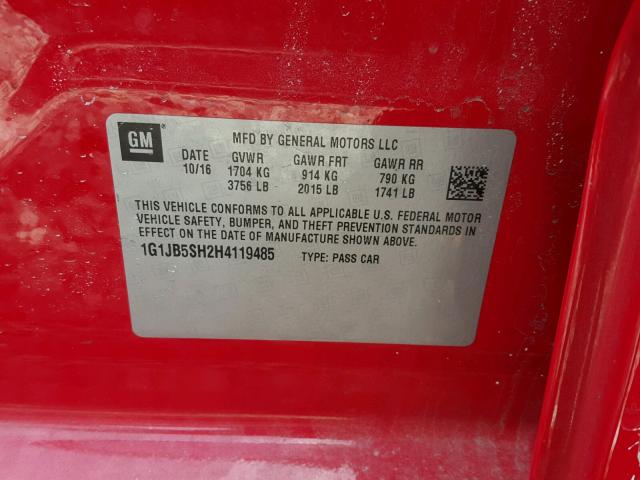 GM
MFD BY GENERAL MOTORS LLC
10/16 GVWR GAWR FRT GAWR RR
1704 KG 914 KG 790 KG
3756 LB 2015 LB 1741 LB
THIS VEHICLE CONFORMS TO ALL APPLICABLE U.S. FEDERAL MOTOR
VEHICLE SAFETY, BUMPER, AND THEFT PREVENTION STANDARDS IN
EFFECT ON THE DATE OF MANUFACTURE SHOWN ABOVE.
1G1JB5SH2H4119485 TYPE: PASS CAR